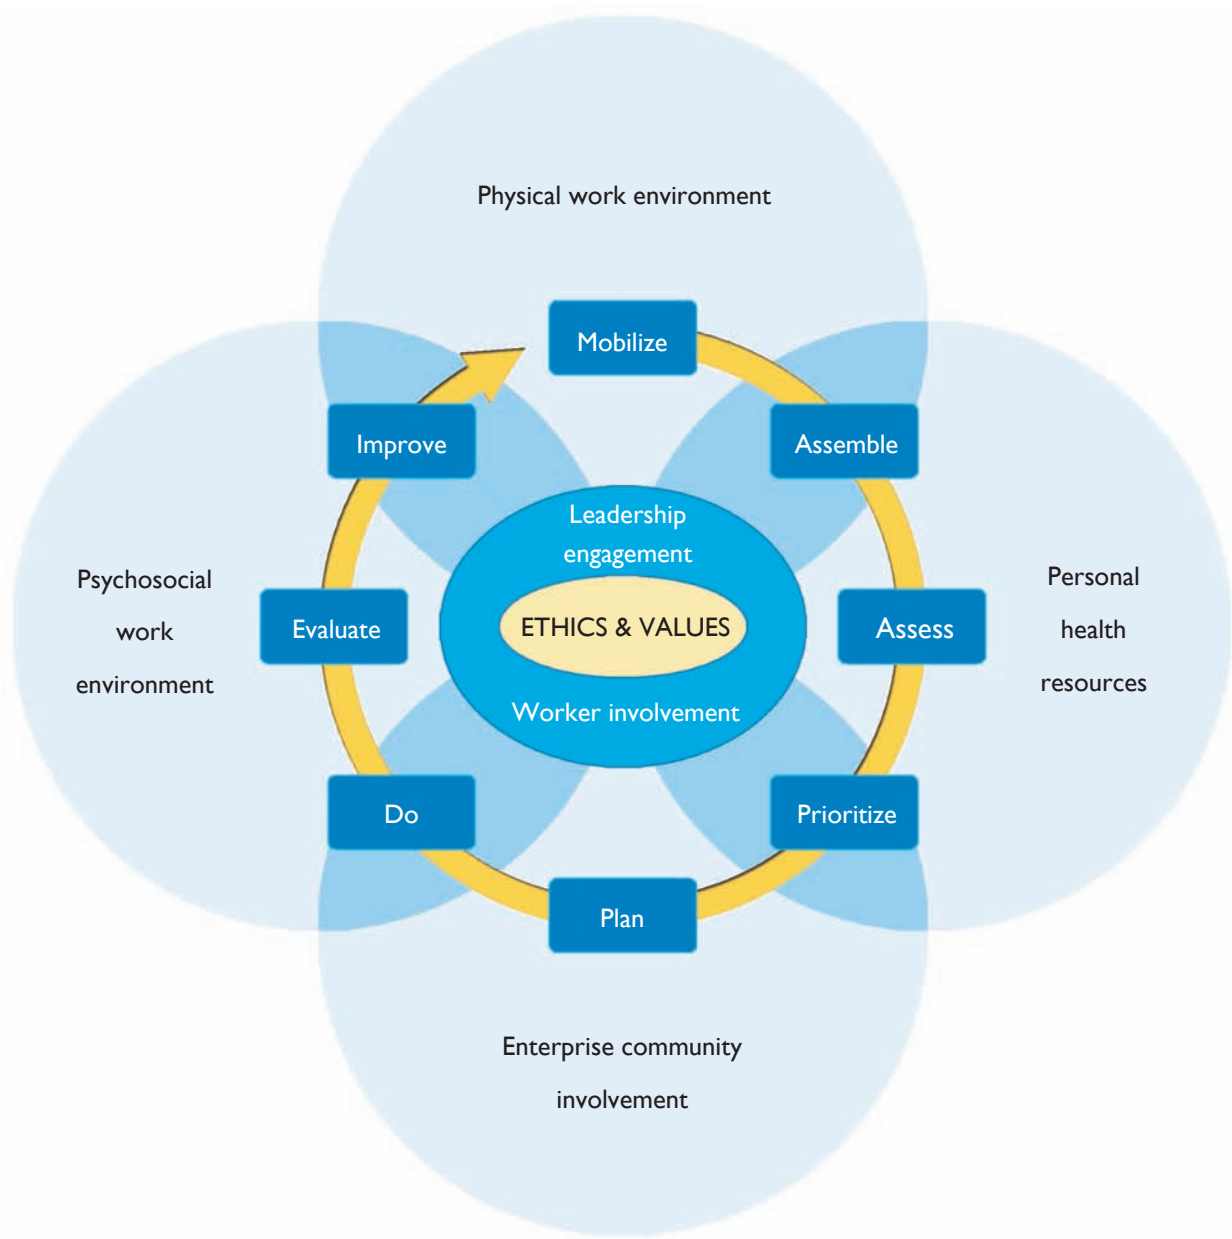 Physical work environment
Mobilize
Improve
Assemble
Leadership
engagement
Psychosocial
work
environment
Evaluate
ETHICS & VALUES
Assess
Personal
health
resources
Worker involvement
Do
Prioritize
Plan
Enterprise community
involvement